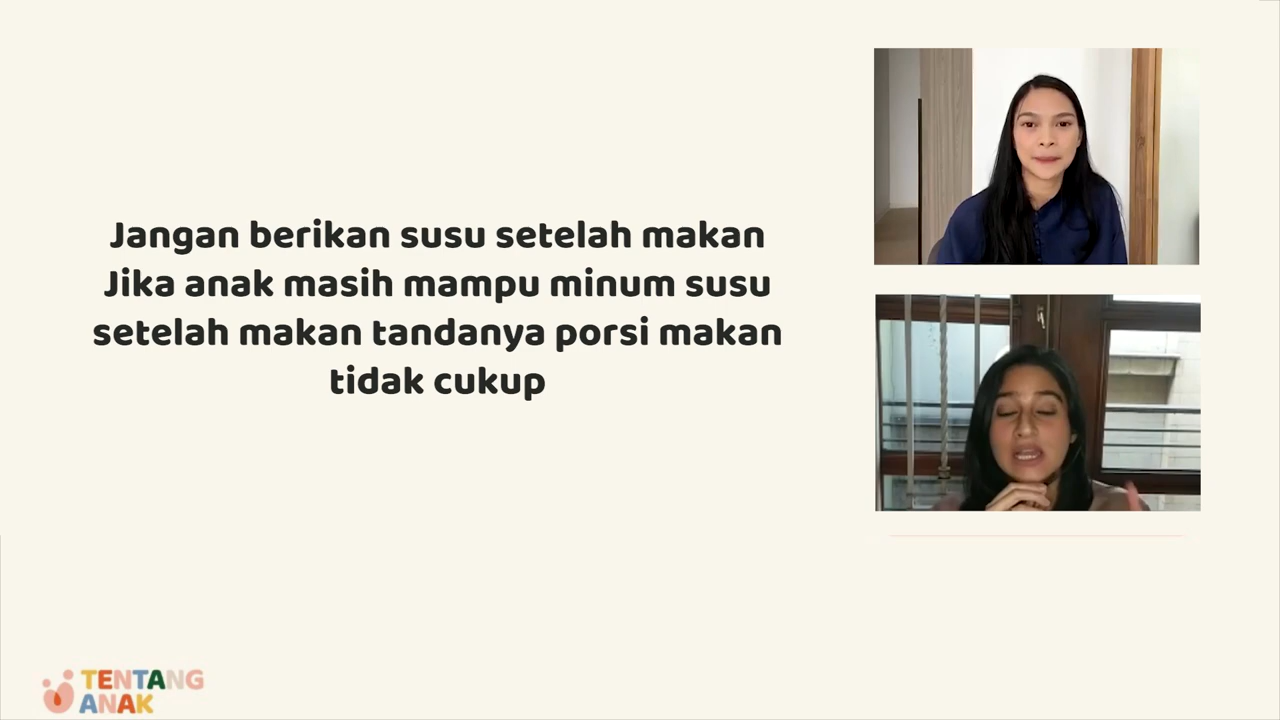 Jangan berikan susu setelah makan
Jika anak masih mampu minum susu
setelah makan tandanya porsi makan
tidak cukup
TENTANG
ANAK